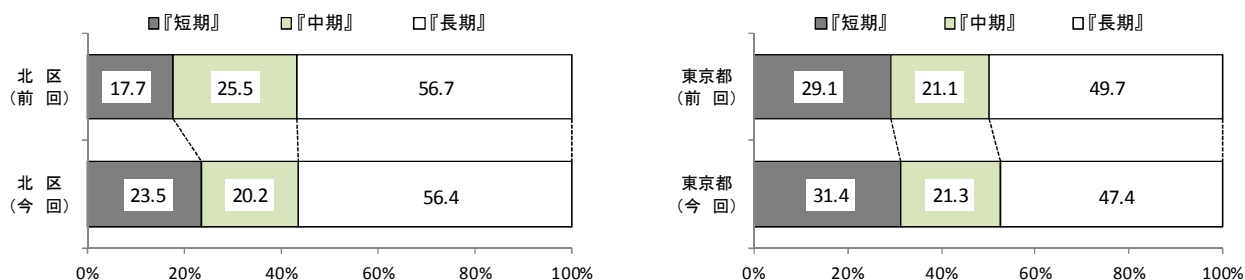 ■『短期』 □『中期』 □『長期』
北 区
（前 回）
17.7 25.5 56.7
北 区
（今 回）
23.5 20.2 56.4
0% 20% 40% 60% 80% 100%
■『短期』 □『中期』 □『長期』
東京都
（前 回）
29.1 21.1 49.7
東京都
（今 回）
31.4 21.3 47.4
0% 20% 40% 60% 80% 100%